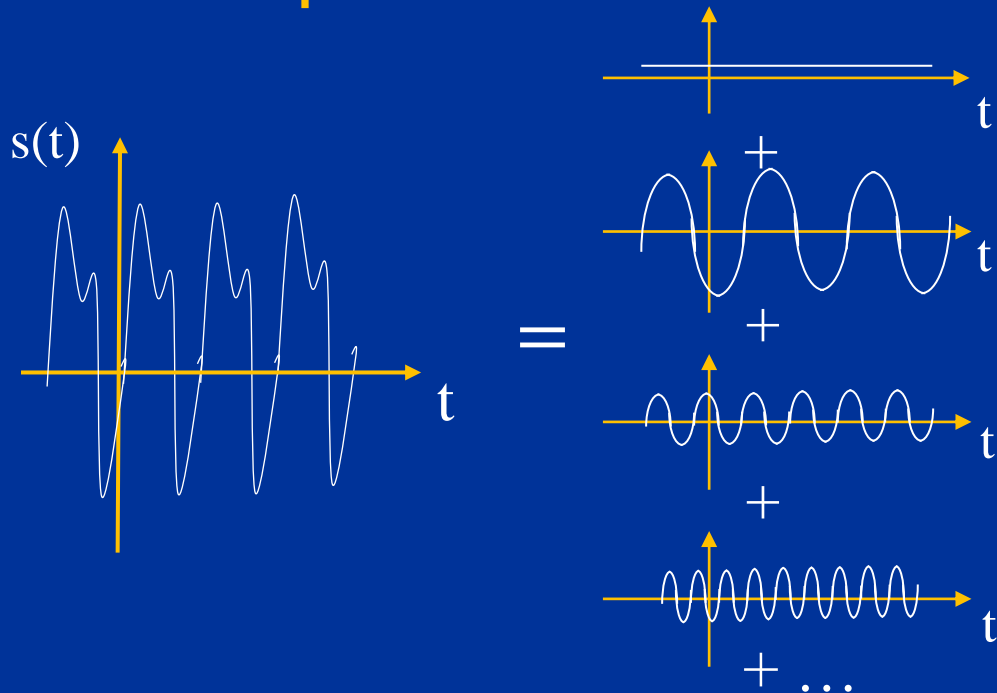 s(t)
t
=
t
+
t
+
t
+
t
+ ...